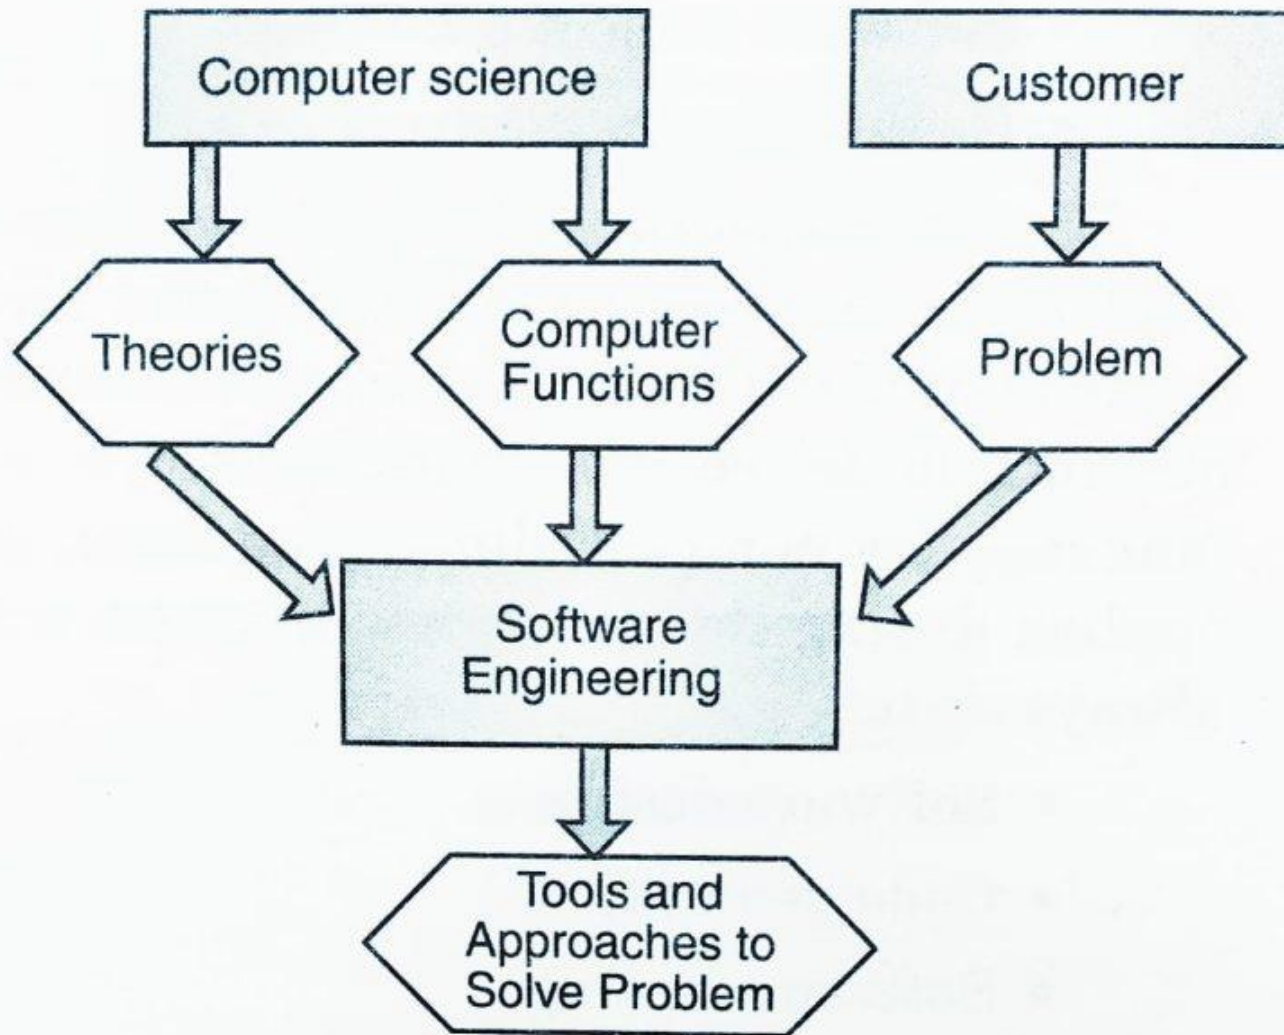 Computer science
Customer
Theories
Computer
Functions
Problem
Software
Engineering
Tools and
Approaches to
Solve Problem